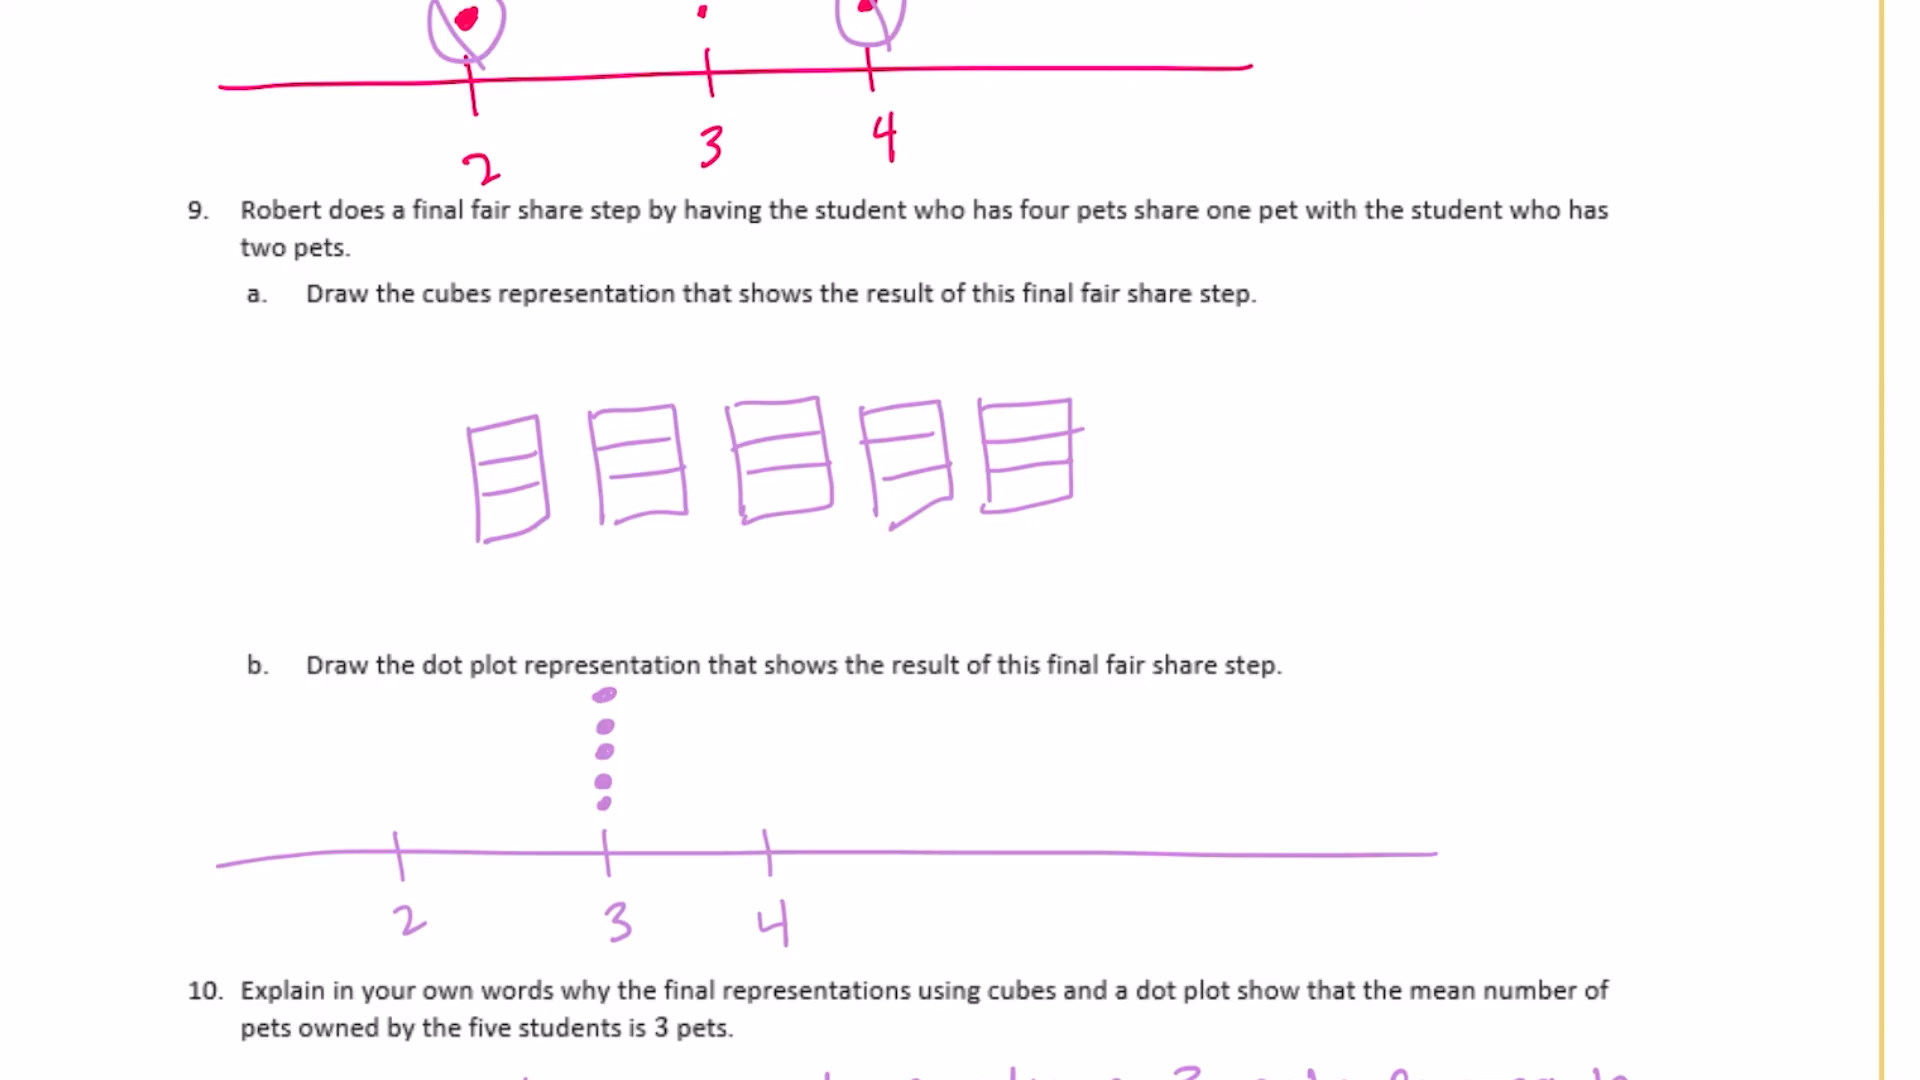 2 3 4
9. Robert does a final fair share step by having the student who has four pets share one pet with the student who has
two pets.
a. Draw the cubes representation that shows the result of this final fair share step.
b. Draw the dot plot representation that shows the result of this final fair share step.
2 3 4
10. Explain in your own words why the final representations using cubes and a dot plot show that the mean number of
pets owned by the five students is 3 pets.